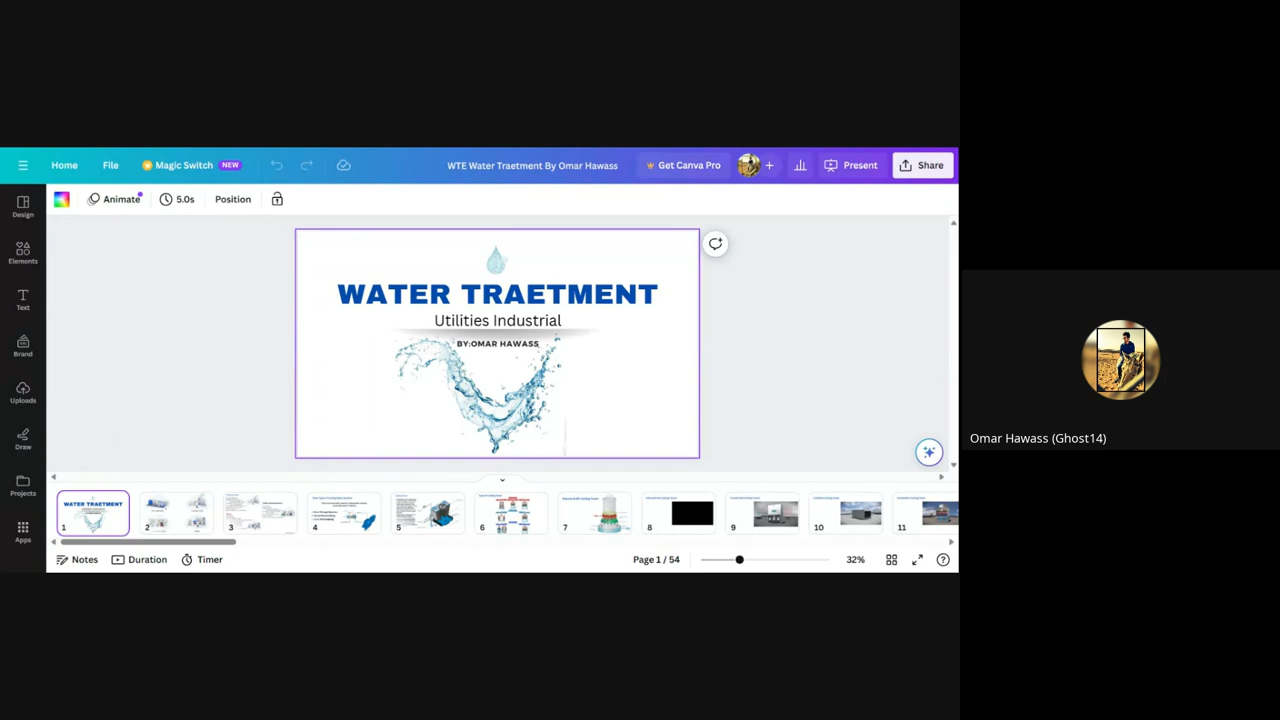 Home File Magic Switch NEW WTE Water Traetment By Omar Hawass Get Canva Pro + Present Share
Animate 5.0s Position
Design
Elements
Text
Brand
Uploads
Draw
Projects
Apps
WATER TRAETMENT
Utilities Industrial
BY:OMAR HAWASS
WATER TRAETMENT
1 2 3 4 5 6 7 8 9 10 11
Notes Duration Timer Page 1 / 54 32%
Omar Hawass (Ghost14)